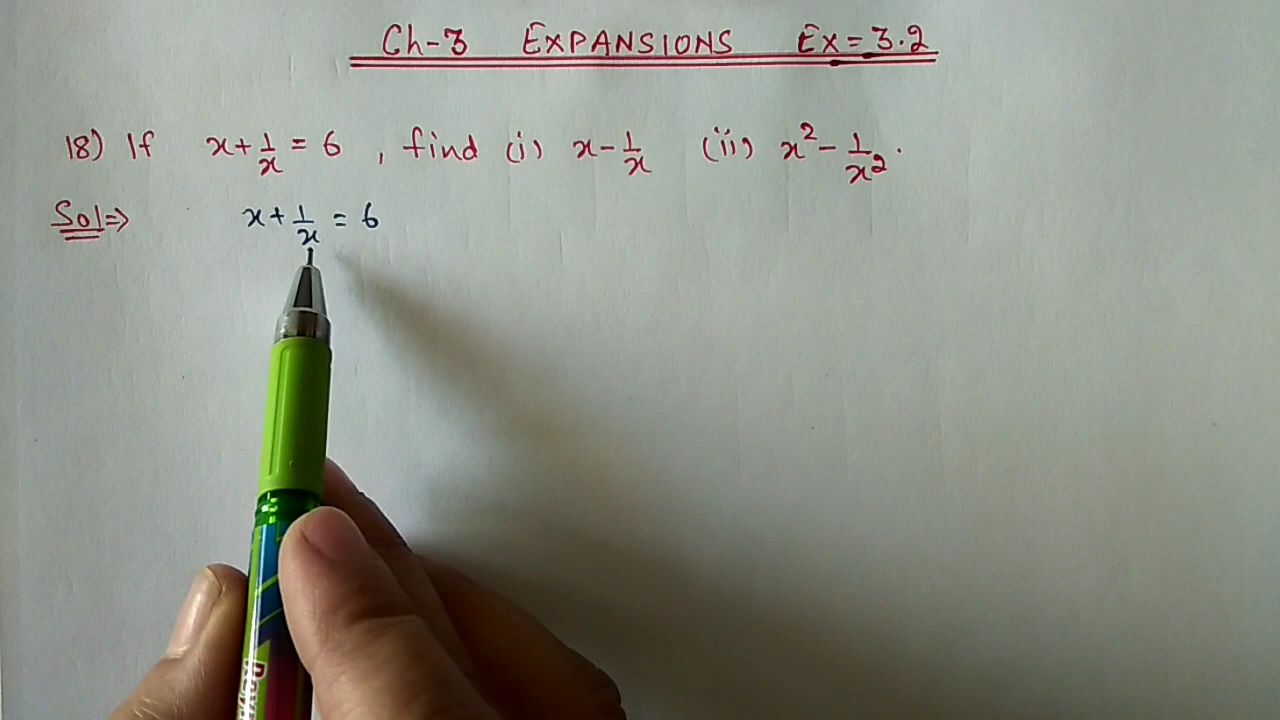 Ch-3 EXPANSIONS Ex=3.2
18) If x+1/x = 6 , find (i) x-1/x (ii) x²-1/x².
Sol=> x+1/x = 6